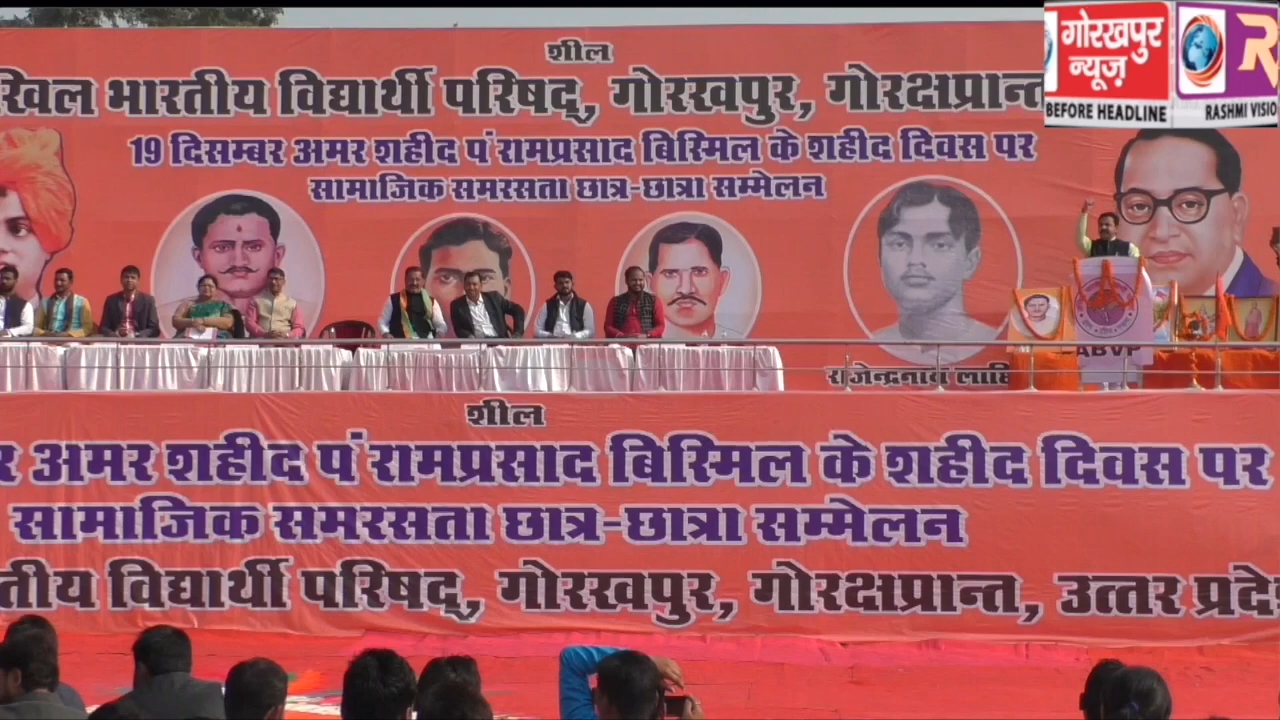 शील
खिल भारतीय विद्यार्थी परिषद्, गोरखपुर, गोरक्षप्रान्त
19 दिसम्बर अमर शहीद पं रामप्रसाद बिस्मिल के शहीद दिवस पर
सामाजिक समरसता छात्र-छात्रा सम्मेलन
गोरखपुर
न्यूज़
BEFORE HEADLINE
R
RASHMI VISIO
ABVP
राजेन्द्रनाथ लाहि
शील
र अमर शहीद पं रामप्रसाद बिस्मिल के शहीद दिवस पर
सामाजिक समरसता छात्र-छात्रा सम्मेलन
तीय विद्यार्थी परिषद्, गोरखपुर, गोरक्षप्रान्त, उत्तर प्रदे